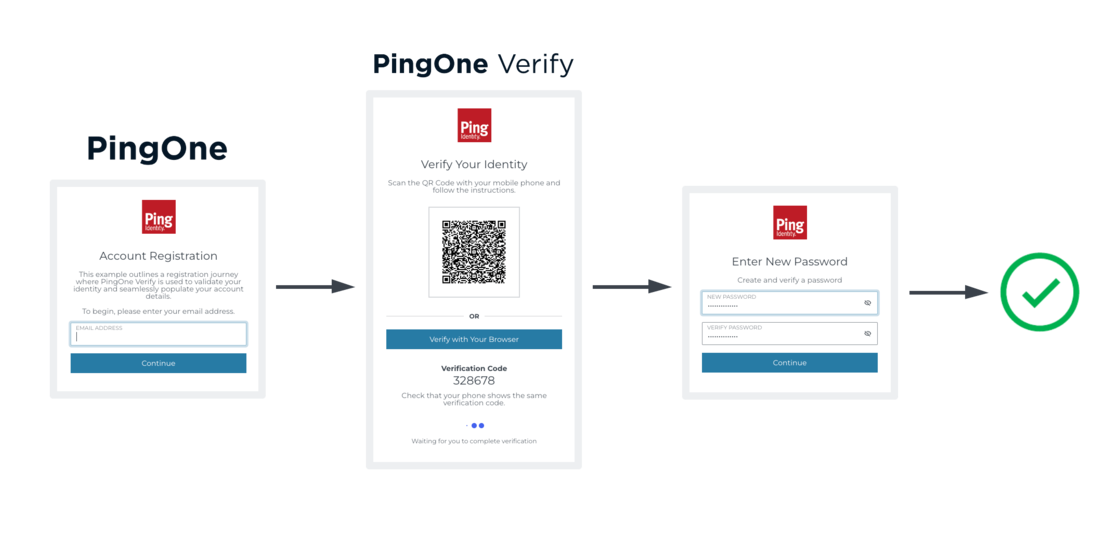 PingOne Verify
PingOne
Ping
Identity.
Account Registration
This example outlines a registration journey
where PingOne Verify is used to validate your
identity and seamlessly populate your account
details.
To begin, please enter your email address.
EMAIL ADDRESS
Continue
Ping
Identity.
Verify Your Identity
Scan the QR Code with your mobile phone and
follow the instructions.
OR
Verify with Your Browser
Verification Code
328678
Check that your phone shows the same
verification code.
Waiting for you to complete verification
Ping
Identity.
Enter New Password
Create and verify a password
NEW PASSWORD
VERIFY PASSWORD
Continue